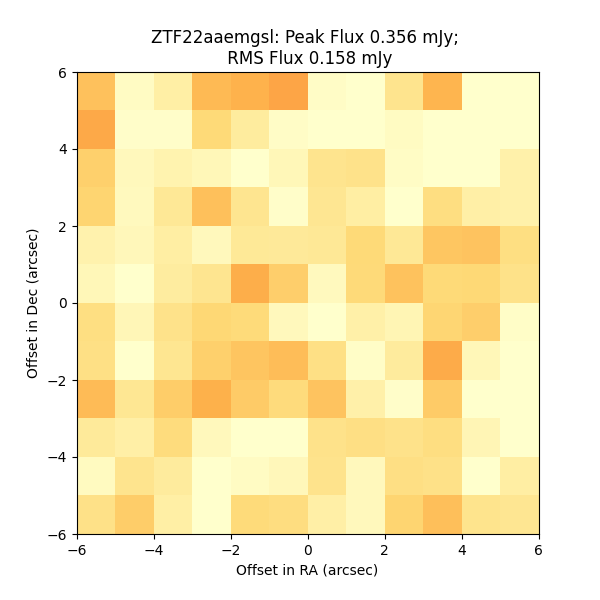 ZTF22aaemgsl: Peak Flux 0.356 mJy;
RMS Flux 0.158 mJy
6
4
2
0
−2
−4
−6
Offset in Dec (arcsec)
−6 −4 −2 0 2 4 6
Offset in RA (arcsec)